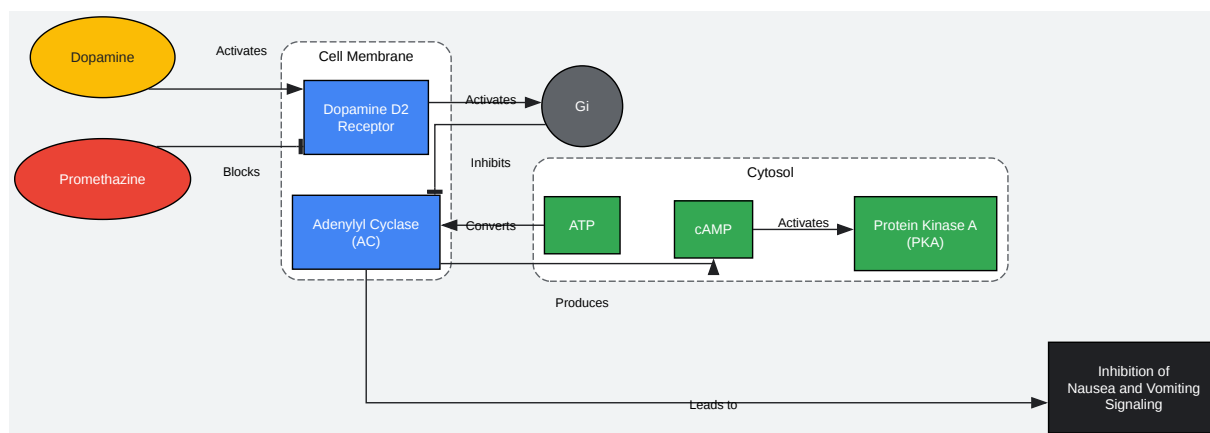 Dopamine
Activates
Cell Membrane
Dopamine D2
Receptor
Activates
Gi
Promethazine
Blocks
Inhibits
Cytosol
Adenylyl Cyclase
(AC)
Converts
ATP
cAMP
Activates
Protein Kinase A
(PKA)
Produces
Leads to
Inhibition of
Nausea and Vomiting
Signaling